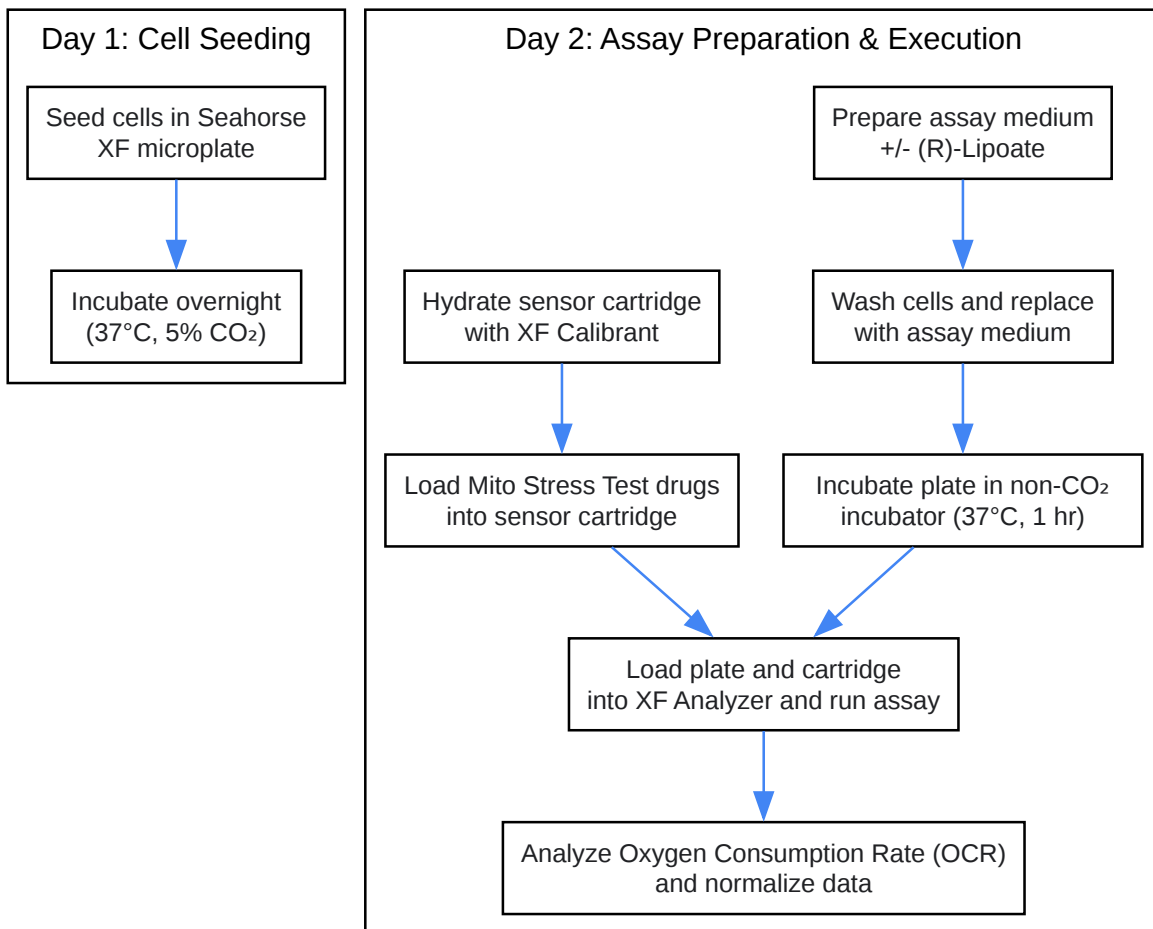 Day 1: Cell Seeding
Seed cells in Seahorse
XF microplate
Incubate overnight
(37°C, 5% CO₂)
Day 2: Assay Preparation & Execution
Prepare assay medium
+/- (R)-Lipoate
Hydrate sensor cartridge
with XF Calibrant
Wash cells and replace
with assay medium
Load Mito Stress Test drugs
into sensor cartridge
Incubate plate in non-CO₂
incubator (37°C, 1 hr)
Load plate and cartridge
into XF Analyzer and run assay
Analyze Oxygen Consumption Rate (OCR)
and normalize data